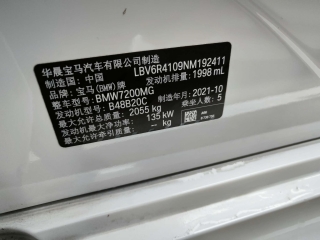 华晨宝马汽车有限公司制造
制造国：中国 LBV6R4109NM192411
品牌：宝马(BMW)牌 发动机排量：1998 mL
整车型号：BMW7200MG
发动机型号：B48B20C 制造年月：2021-10
最大允许总质量：2055 kg 乘坐人数：5
发动机最大净功率：135 kW
最大允许牵引质量：-- kg